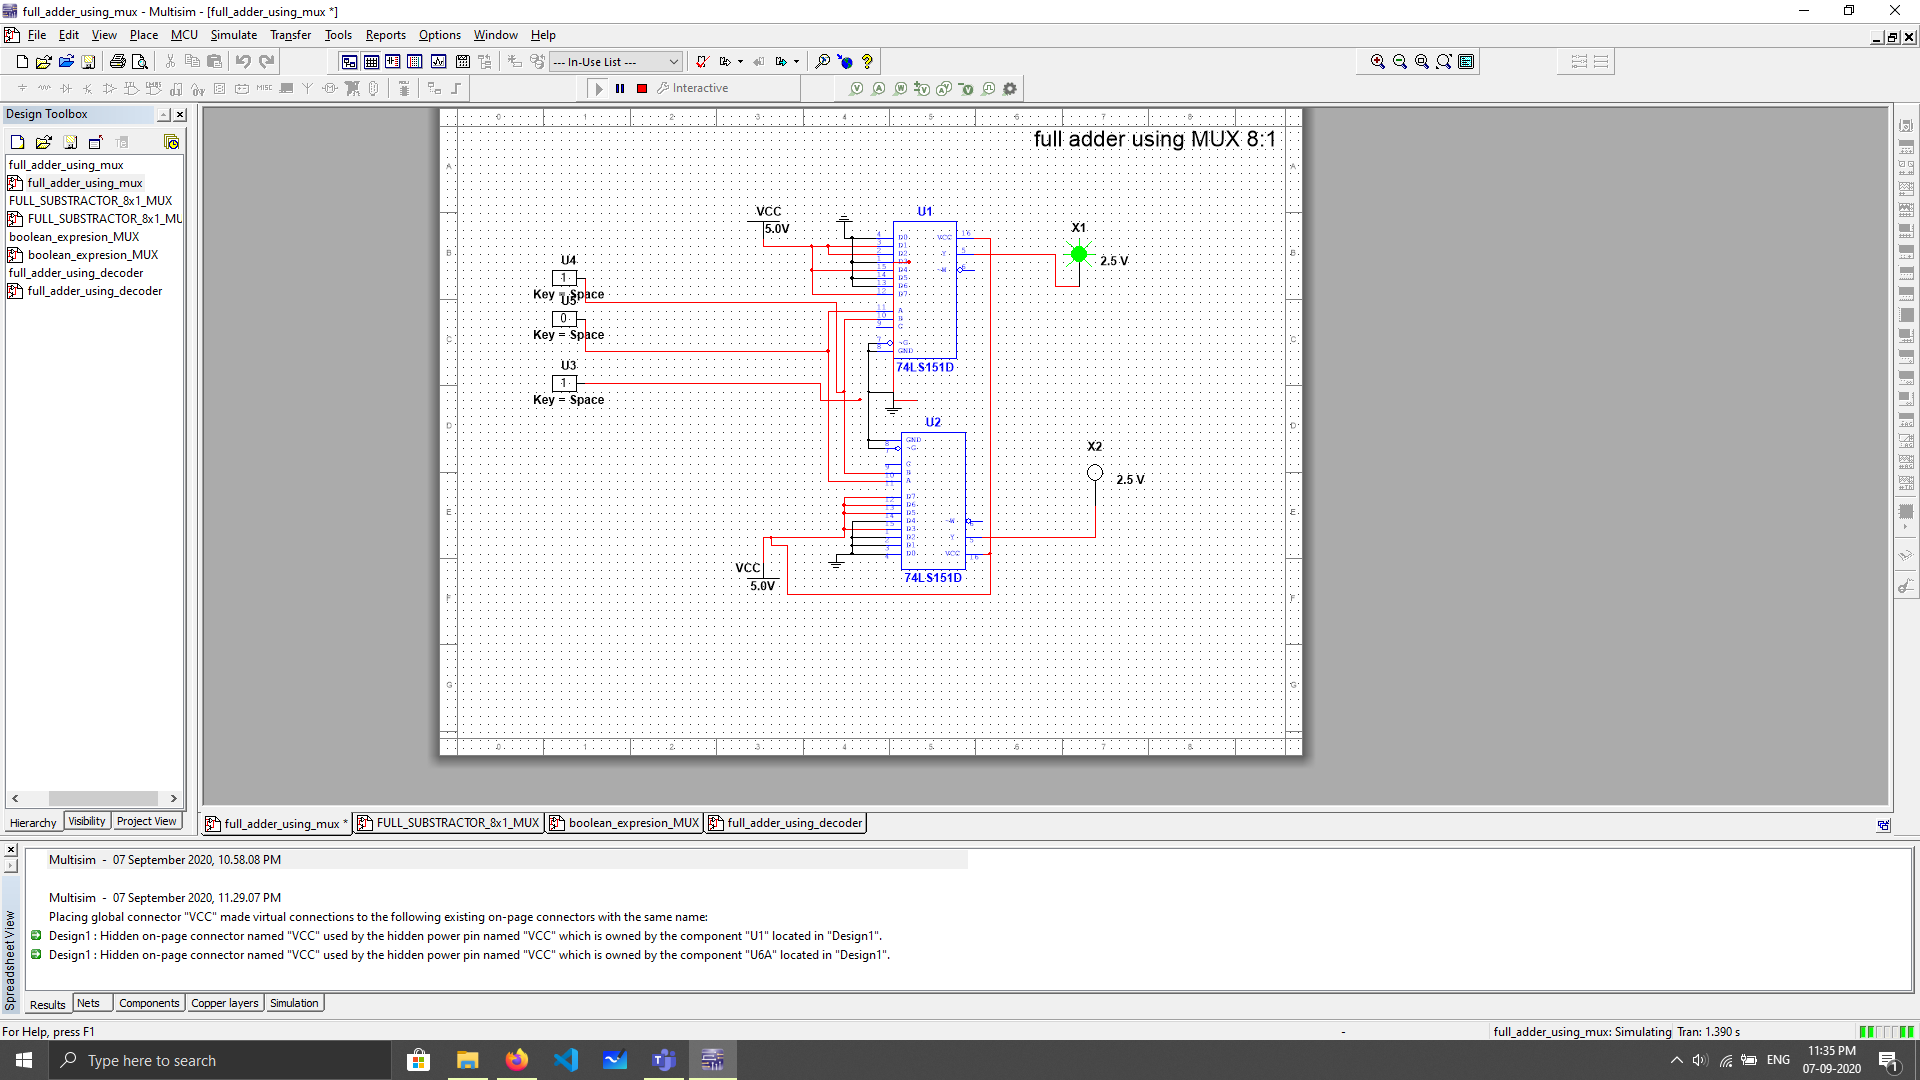 full_adder_using_mux - Multisim - [full_adder_using_mux *]
File Edit View Place MCU Simulate Transfer Tools Reports Options Window Help
--- In-Use List ---
Interactive
Design Toolbox
full_adder_using_mux
full_adder_using_mux
FULL_SUBSTRACTOR_8x1_MUX
FULL_SUBSTRACTOR_8x1_MU
boolean_expresion_MUX
boolean_expresion_MUX
full_adder_using_decoder
full_adder_using_decoder
Hierarchy Visibility Project View
full adder using MUX 8:1
VCC
5.0V
U1
X1
2.5 V
U4
1
Key = Space
U5
0
Key = Space
U3
1
Key = Space
74LS151D
U2
X2
2.5 V
VCC
5.0V
74LS151D
full_adder_using_mux * FULL_SUBSTRACTOR_8x1_MUX boolean_expresion_MUX full_adder_using_decoder
Spreadsheet View
Multisim - 07 September 2020, 10.58.08 PM
Multisim - 07 September 2020, 11.29.07 PM
Placing global connector "VCC" made virtual connections to the following existing on-page connectors with the same name:
Design1 : Hidden on-page connector named "VCC" used by the hidden power pin named "VCC" which is owned by the component "U1" located in "Design1".
Design1 : Hidden on-page connector named "VCC" used by the hidden power pin named "VCC" which is owned by the component "U6A" located in "Design1".
Results Nets Components Copper layers Simulation
For Help, press F1
-
full_adder_using_mux: Simulating Tran: 1.390 s
Type here to search
ENG
11:35 PM
07-09-2020
1